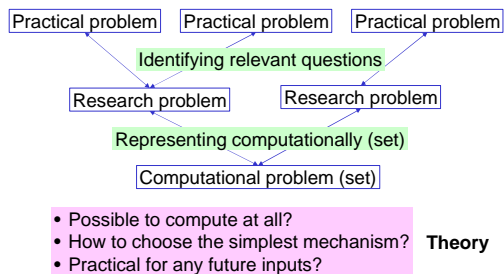 Practical problem Practical problem Practical problem
Identifying relevant questions
Research problem Research problem
Representing computationally (set)
Computational problem (set)
• Possible to compute at all?
• How to choose the simplest mechanism? Theory
• Practical for any future inputs?